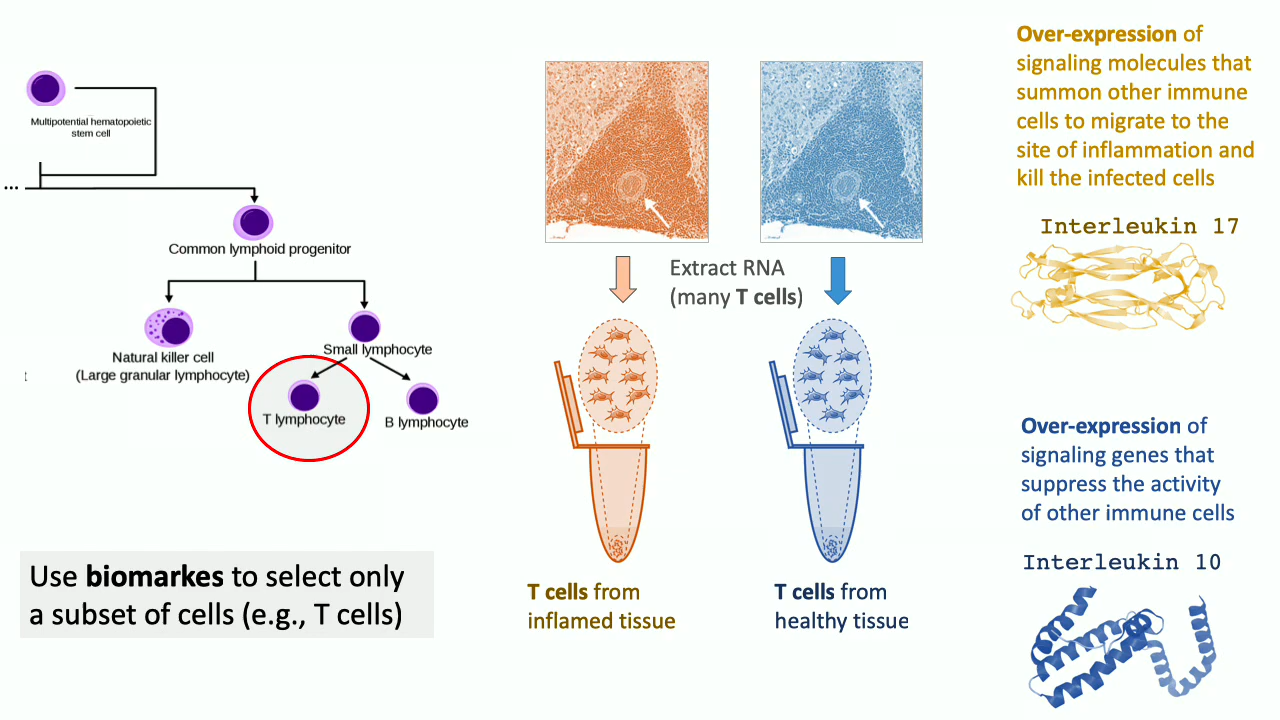 Multipotential hematopoietic
stem cell
...
Common lymphoid progenitor
Natural killer cell
(Large granular lymphocyte)
Small lymphocyte
T lymphocyte
B lymphocyte
Use biomarkes to select only
a subset of cells (e.g., T cells)
Extract RNA
(many T cells)
T cells from
inflamed tissue
T cells from
healthy tissue
Over-expression of
signaling molecules that
summon other immune
cells to migrate to the
site of inflammation and
kill the infected cells
Interleukin 17
Over-expression of
signaling genes that
suppress the activity
of other immune cells
Interleukin 10